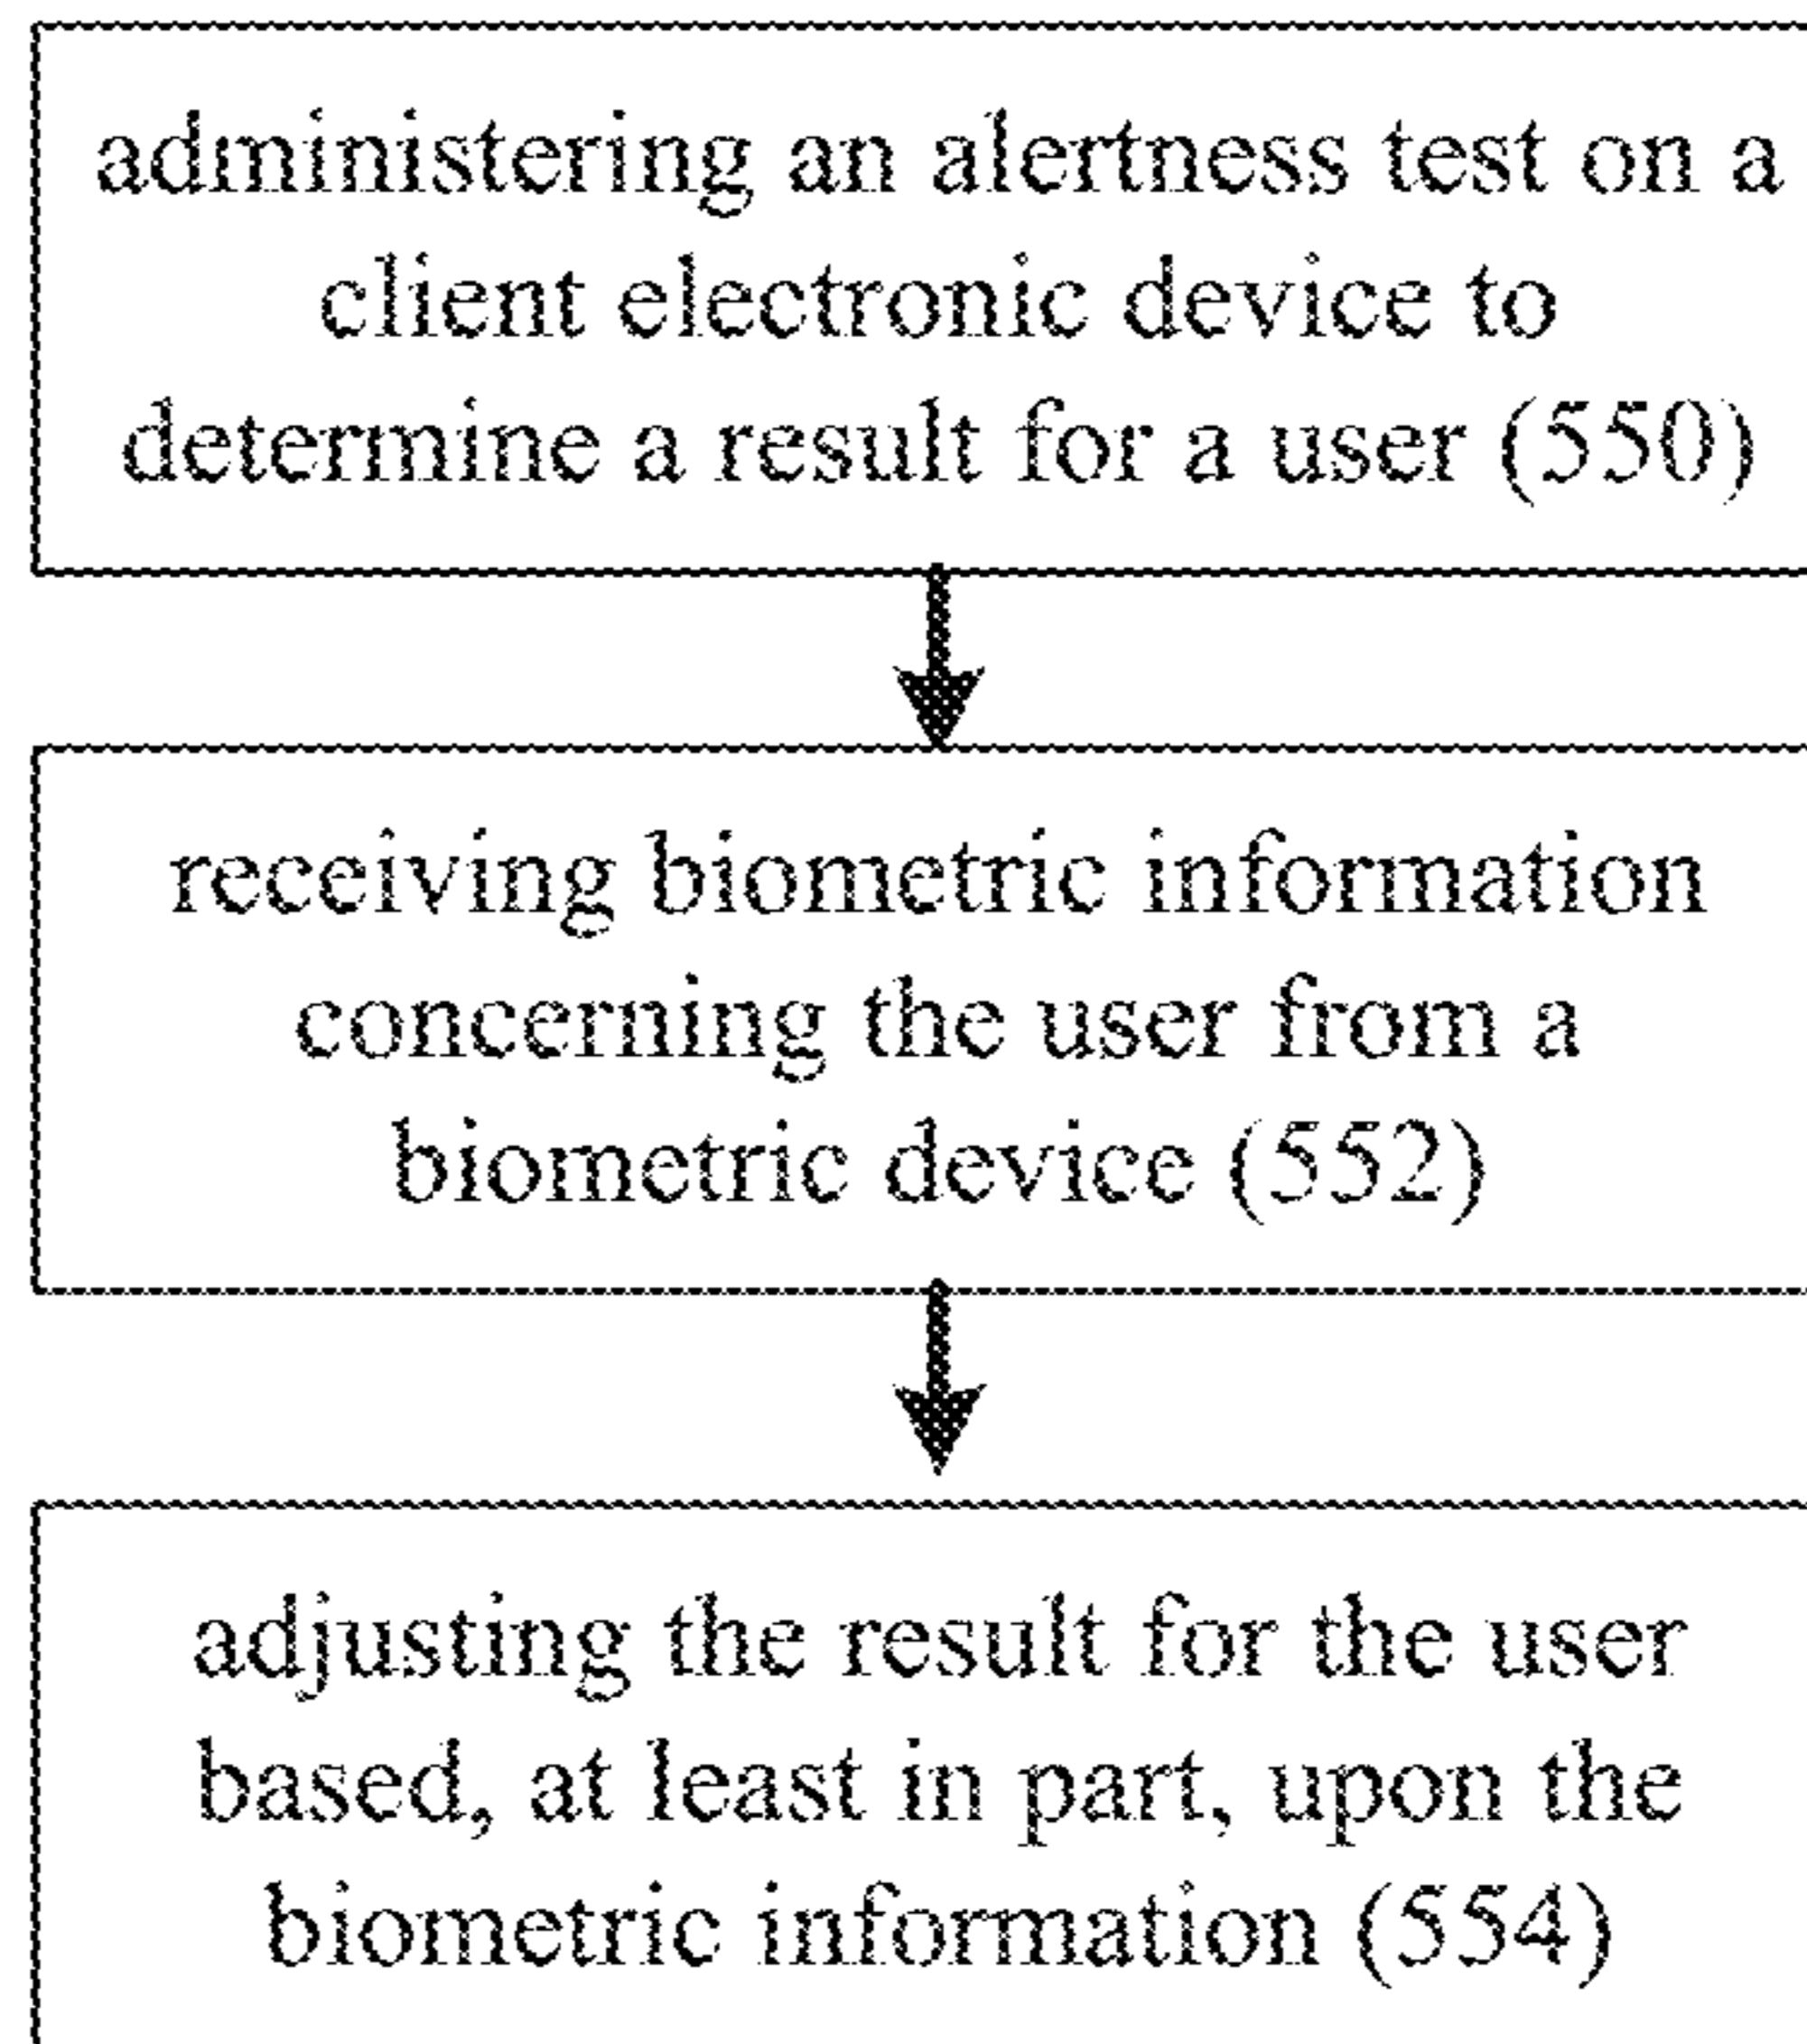 administering an alertness test on a
client electronic device to
determine a result for a user (550)
receiving biometric information
concerning the user from a
biometric device (552)
adjusting the result for the user
based, at least in part, upon the
biometric information (554)